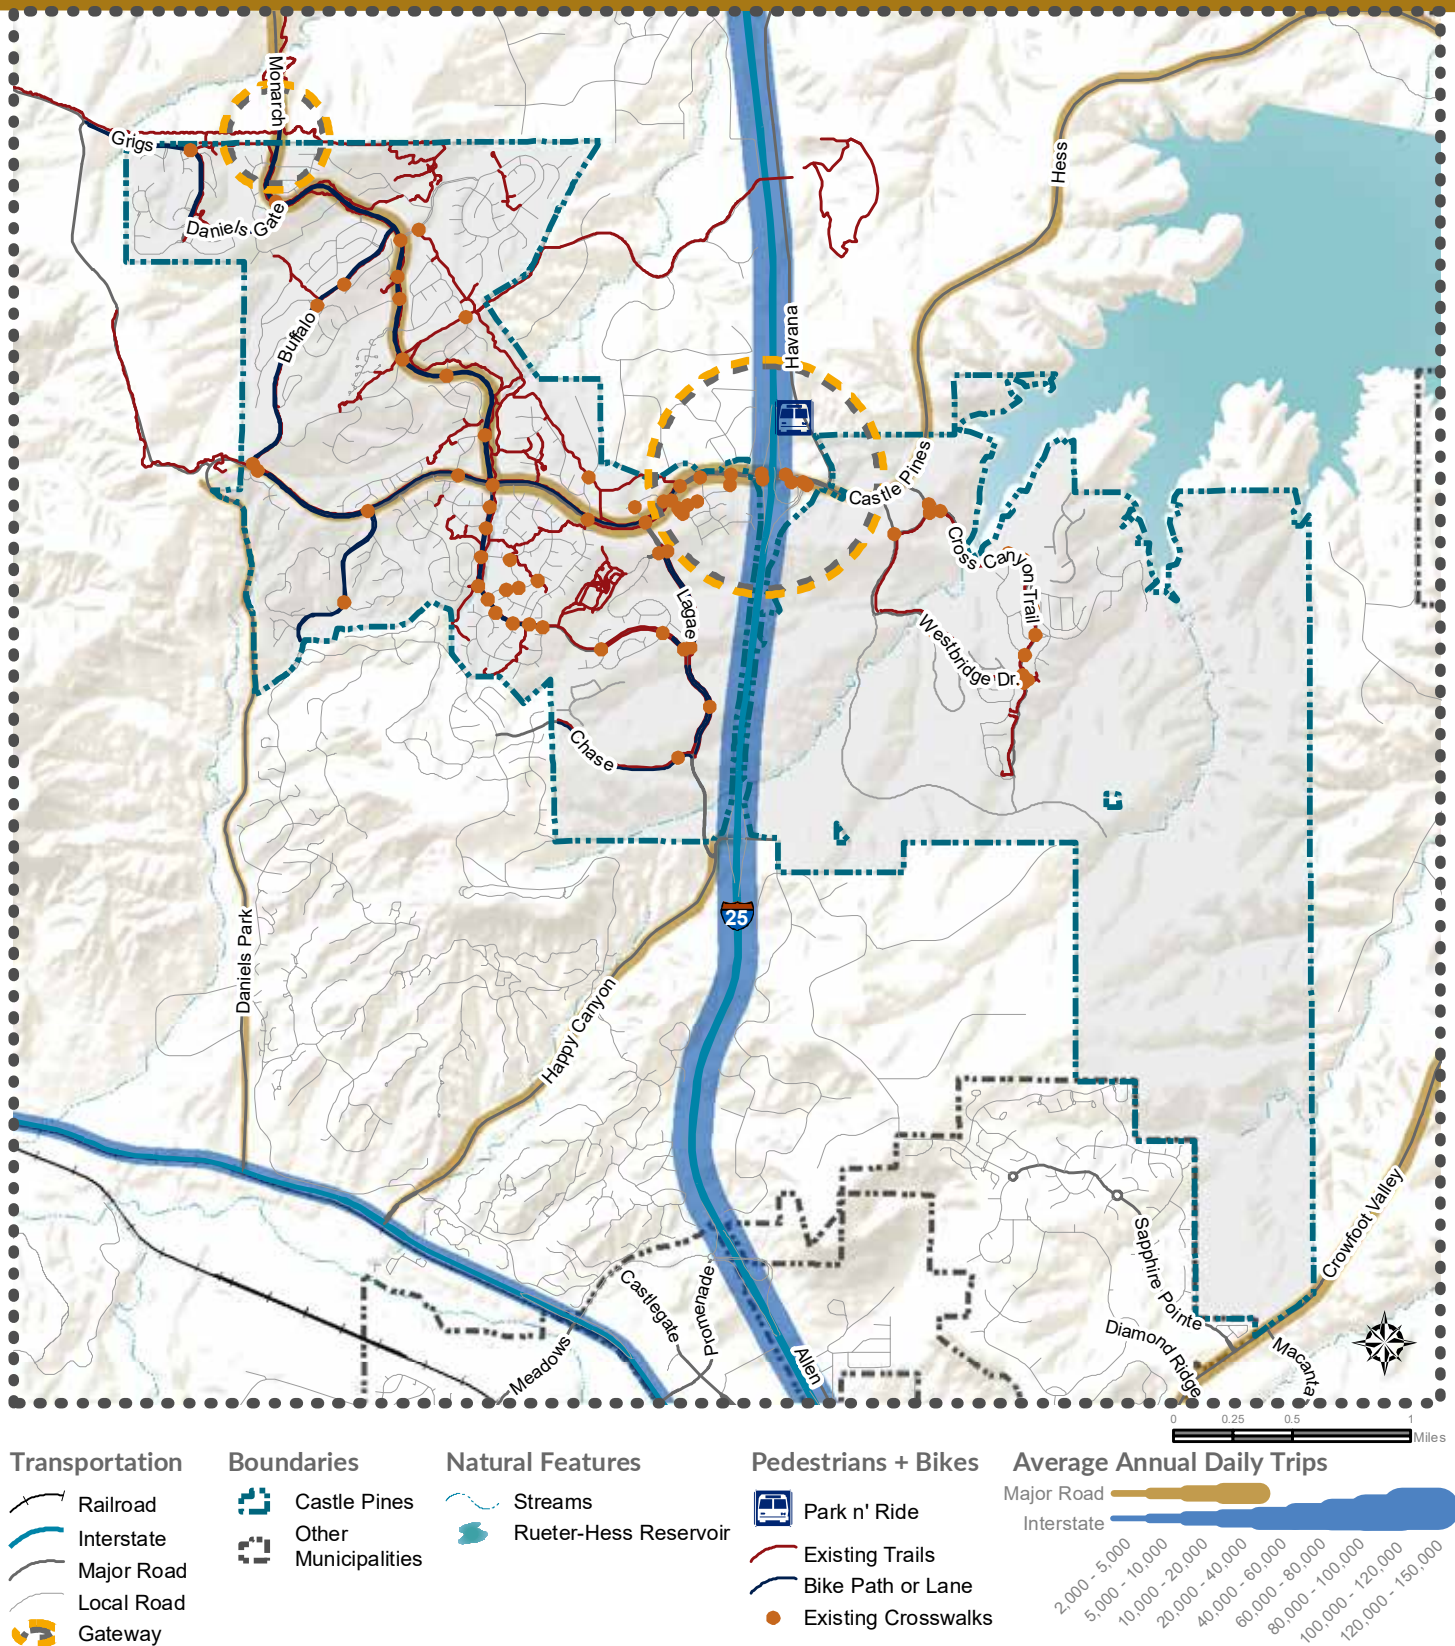 Monarch
Grigs
Daniels Gate
Hess
Buffalo
Havana
Castle Pines
Cross Canyon Trail
Lagae
Westbridge Dr.
Chase
25
Daniels Park
Happy Canyon
Crowfoot Valley
Sapphire Pointe
Castlegate
Promenade
Meadows
Allen
Diamond Ridge
Macanta
0 0.25 0.5 1
Miles
Transportation
Railroad
Interstate
Major Road
Local Road
Gateway
Boundaries
Castle Pines
Other
Municipalities
Natural Features
Streams
Rueter-Hess Reservoir
Pedestrians + Bikes
Park n' Ride
Existing Trails
Bike Path or Lane
Existing Crosswalks
Average Annual Daily Trips
Major Road
Interstate
2,000 - 5,000
5,000 - 10,000
10,000 - 20,000
20,000 - 40,000
40,000 - 60,000
60,000 - 80,000
80,000 - 100,000
100,000 - 120,000
120,000 - 150,000